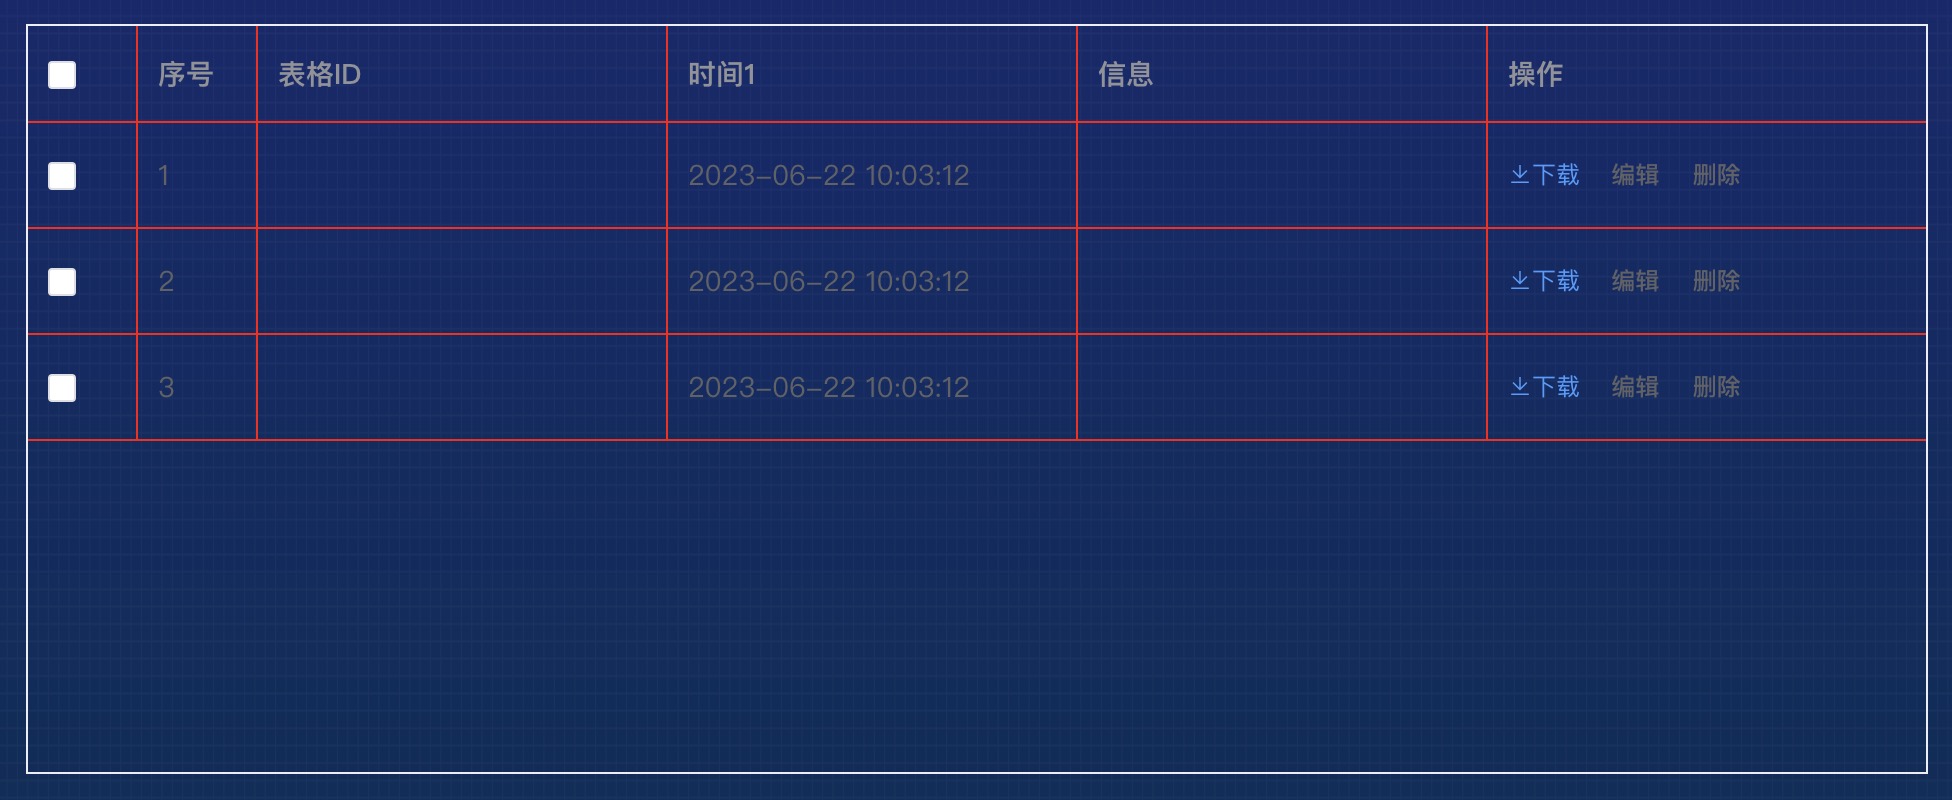 序号 表格ID 时间1 信息 操作
1 2023-06-22 10:03:12 下载 编辑 删除
2 2023-06-22 10:03:12 下载 编辑 删除
3 2023-06-22 10:03:12 下载 编辑 删除